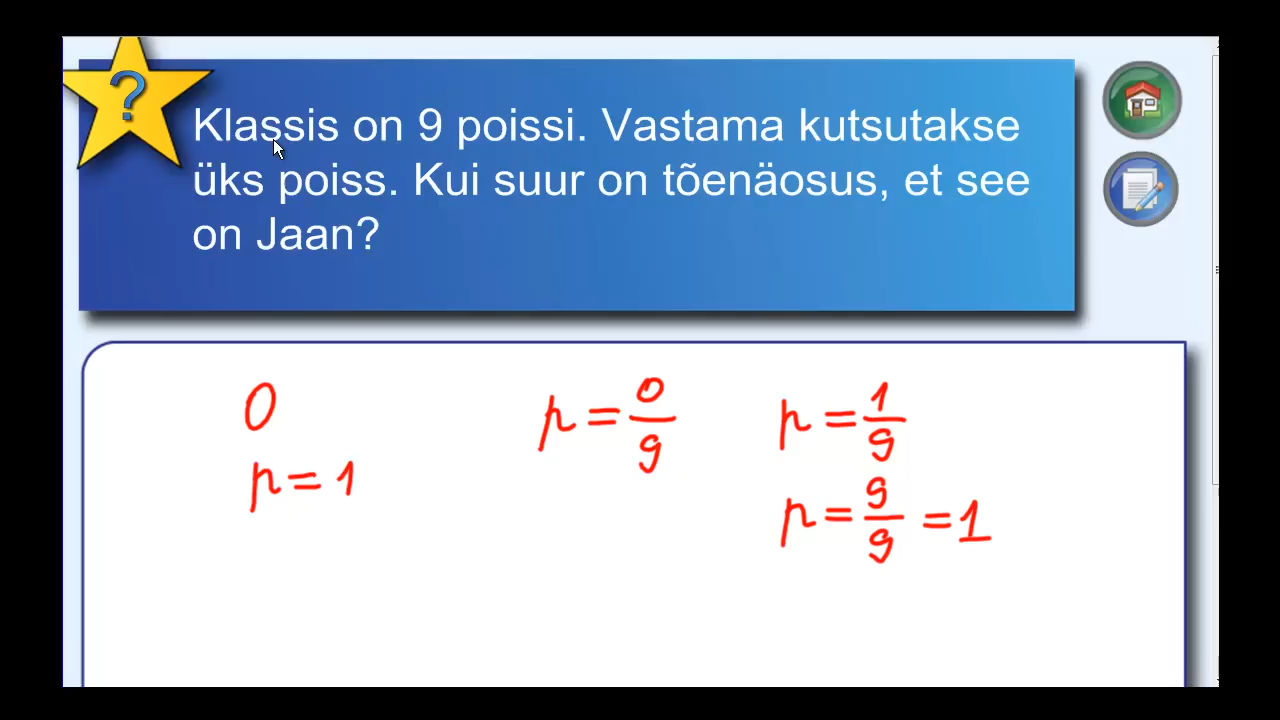 ?
Klassis on 9 poissi. Vastama kutsutakse
üks poiss. Kui suur on tõenäosus, et see
on Jaan?
0
p = 1
p = 0/9
p = 1/9
p = 9/9 = 1